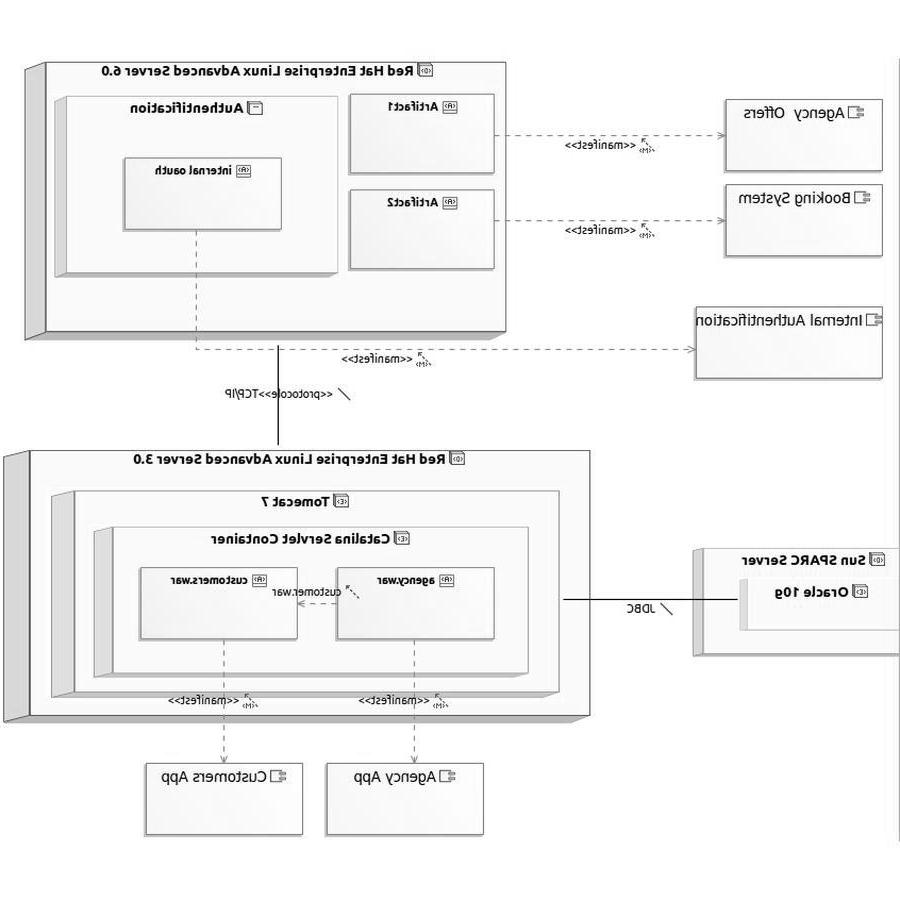 Red Hat Enterprise Linux Advanced Server 6.0
Authentification
Artifact1
Agency Offers
<<manifest>>
internal oauth
Artifact2
Booking System
<<manifest>>
Internal Authentification
<<manifest>>
<<protocole>>TCP/IP
Red Hat Enterprise Linux Advanced Server 3.0
Tomecat 7
Catalina Servlet Container
Sun SPARC Server
customers.war
agency.war
customer.war
Oracle 10g
JDBC
<<manifest>>
<<manifest>>
Customers App
Agency App